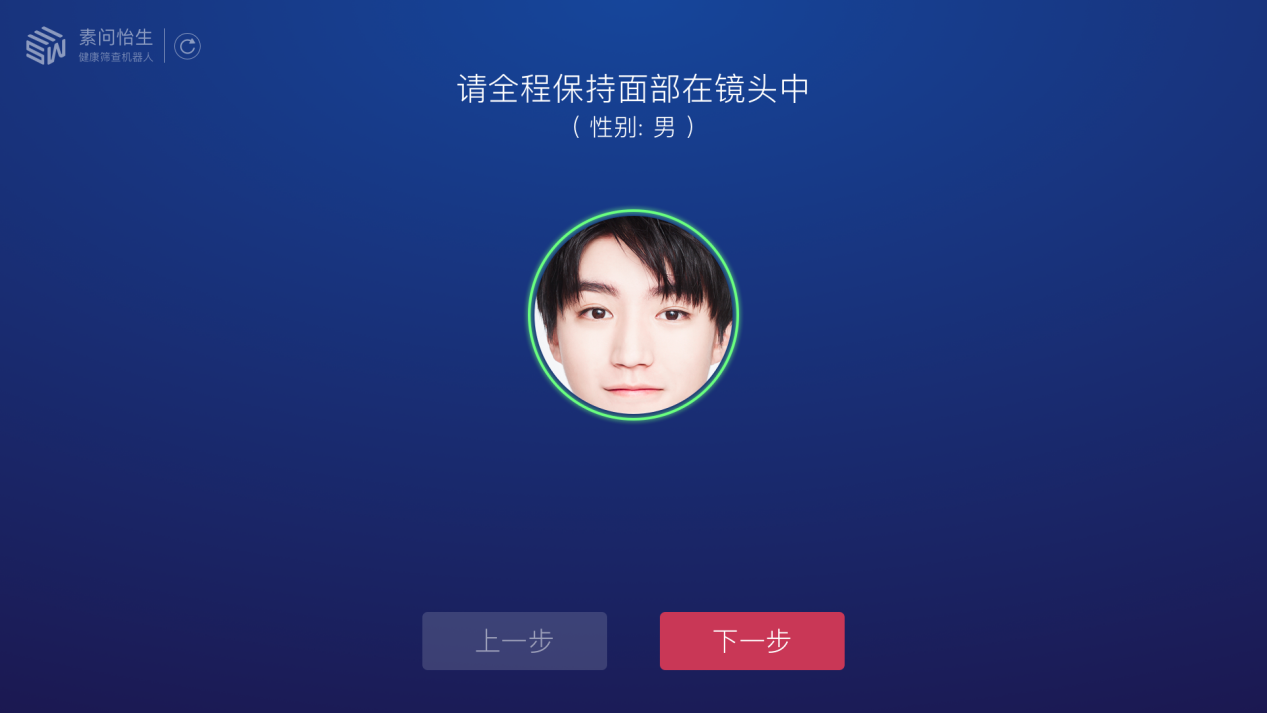 素问怡生
健康筛查机器人
请全程保持面部在镜头中
（ 性别: 男 ）
上一步
下一步